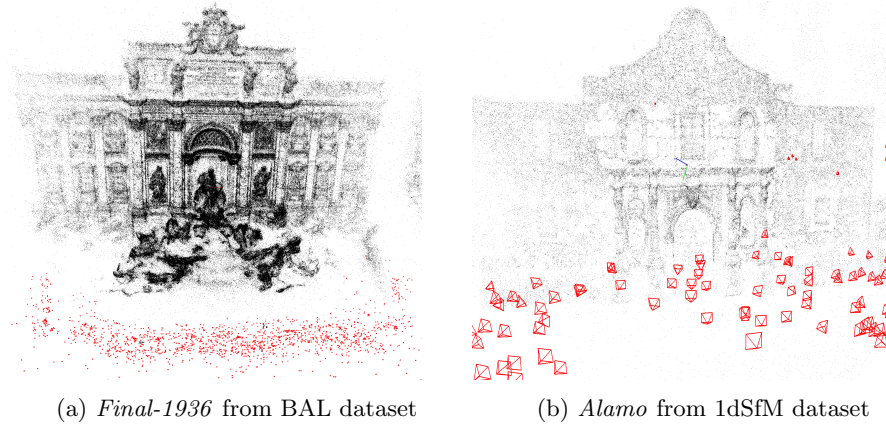 (a) Final-1936 from BAL dataset
(b) Alamo from 1dSfM dataset